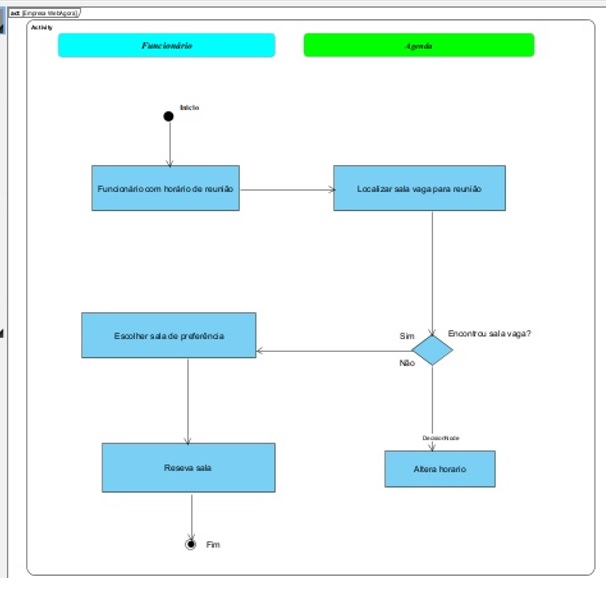 act [Empresa WebAgora]
Activity
Funcionário
Agenda
Início
Funcionário com horário de reunião
Localizar sala vaga para reunião
Encontrou sala vaga?
Sim
Não
Escolher sala de preferência
DecisionNode
Altera horario
Reseva sala
Fim